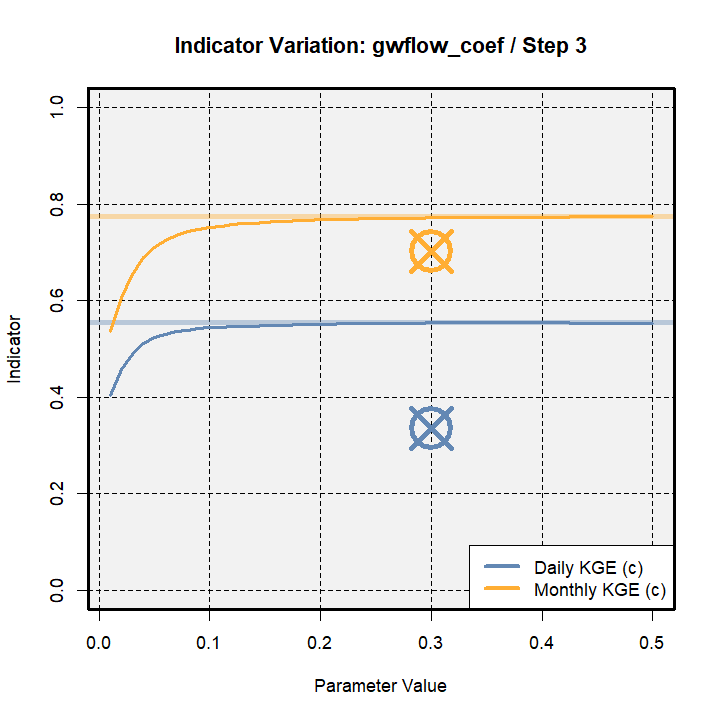 Indicator Variation: gwflow_coef / Step 3
Indicator
1.0
0.8
0.6
0.4
0.2
0.0
Daily KGE (c)
Monthly KGE (c)
0.0 0.1 0.2 0.3 0.4 0.5
Parameter Value